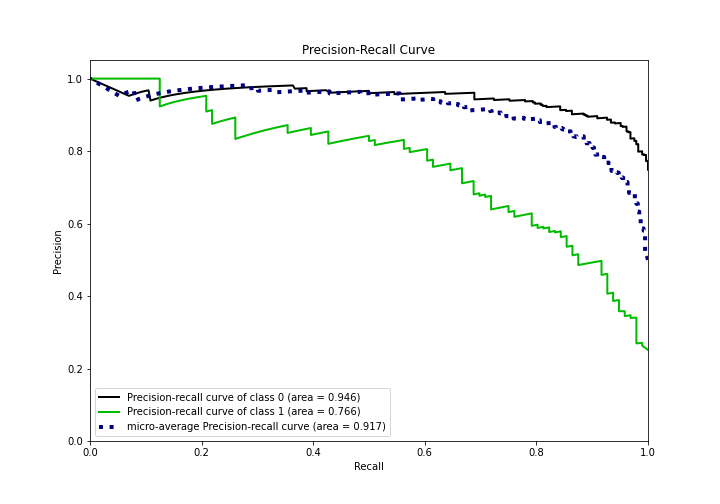 Precision-Recall Curve
1.0
0.8
0.6
0.4
0.2
0.0
Precision
Precision-recall curve of class 0 (area = 0.946)
Precision-recall curve of class 1 (area = 0.766)
micro-average Precision-recall curve (area = 0.917)
0.0 0.2 0.4 0.6 0.8 1.0
Recall